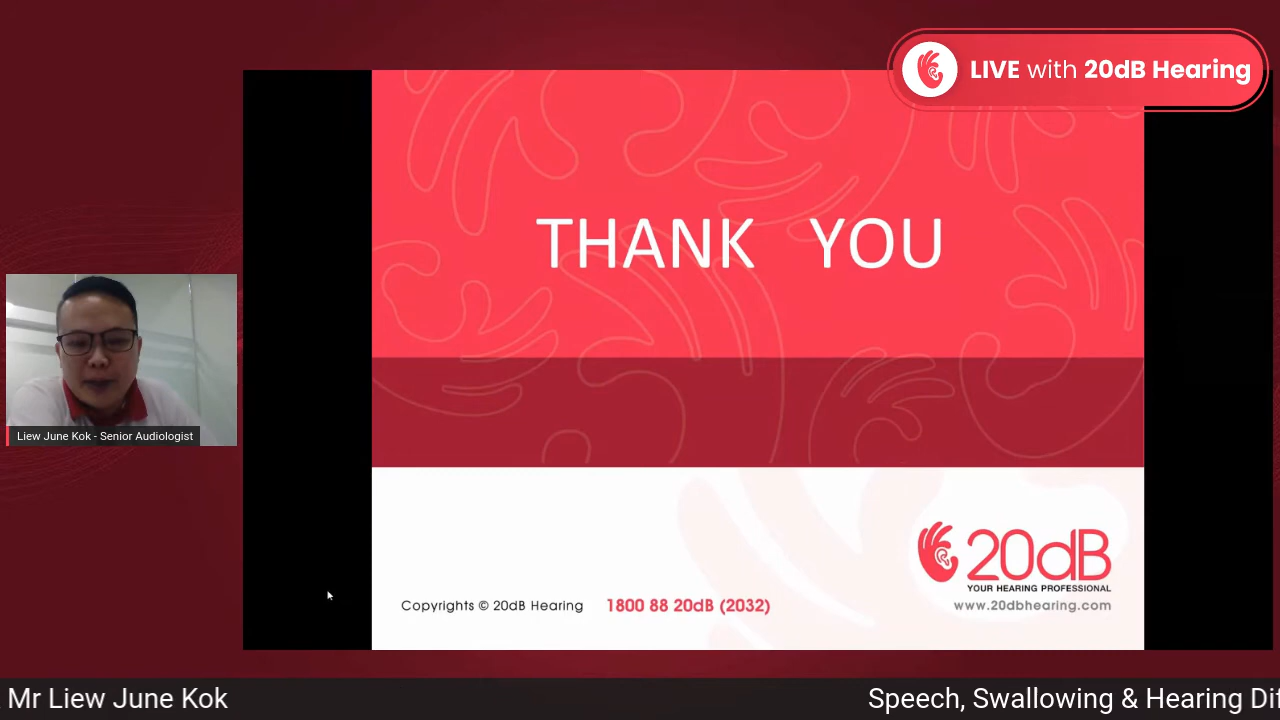 LIVE with 20dB Hearing
THANK YOU
Liew June Kok - Senior Audiologist
20dB
YOUR HEARING PROFESSIONAL
www.20dbhearing.com
Copyrights © 20dB Hearing 1800 88 20dB (2032)
Mr Liew June Kok
Speech, Swallowing & Hearing